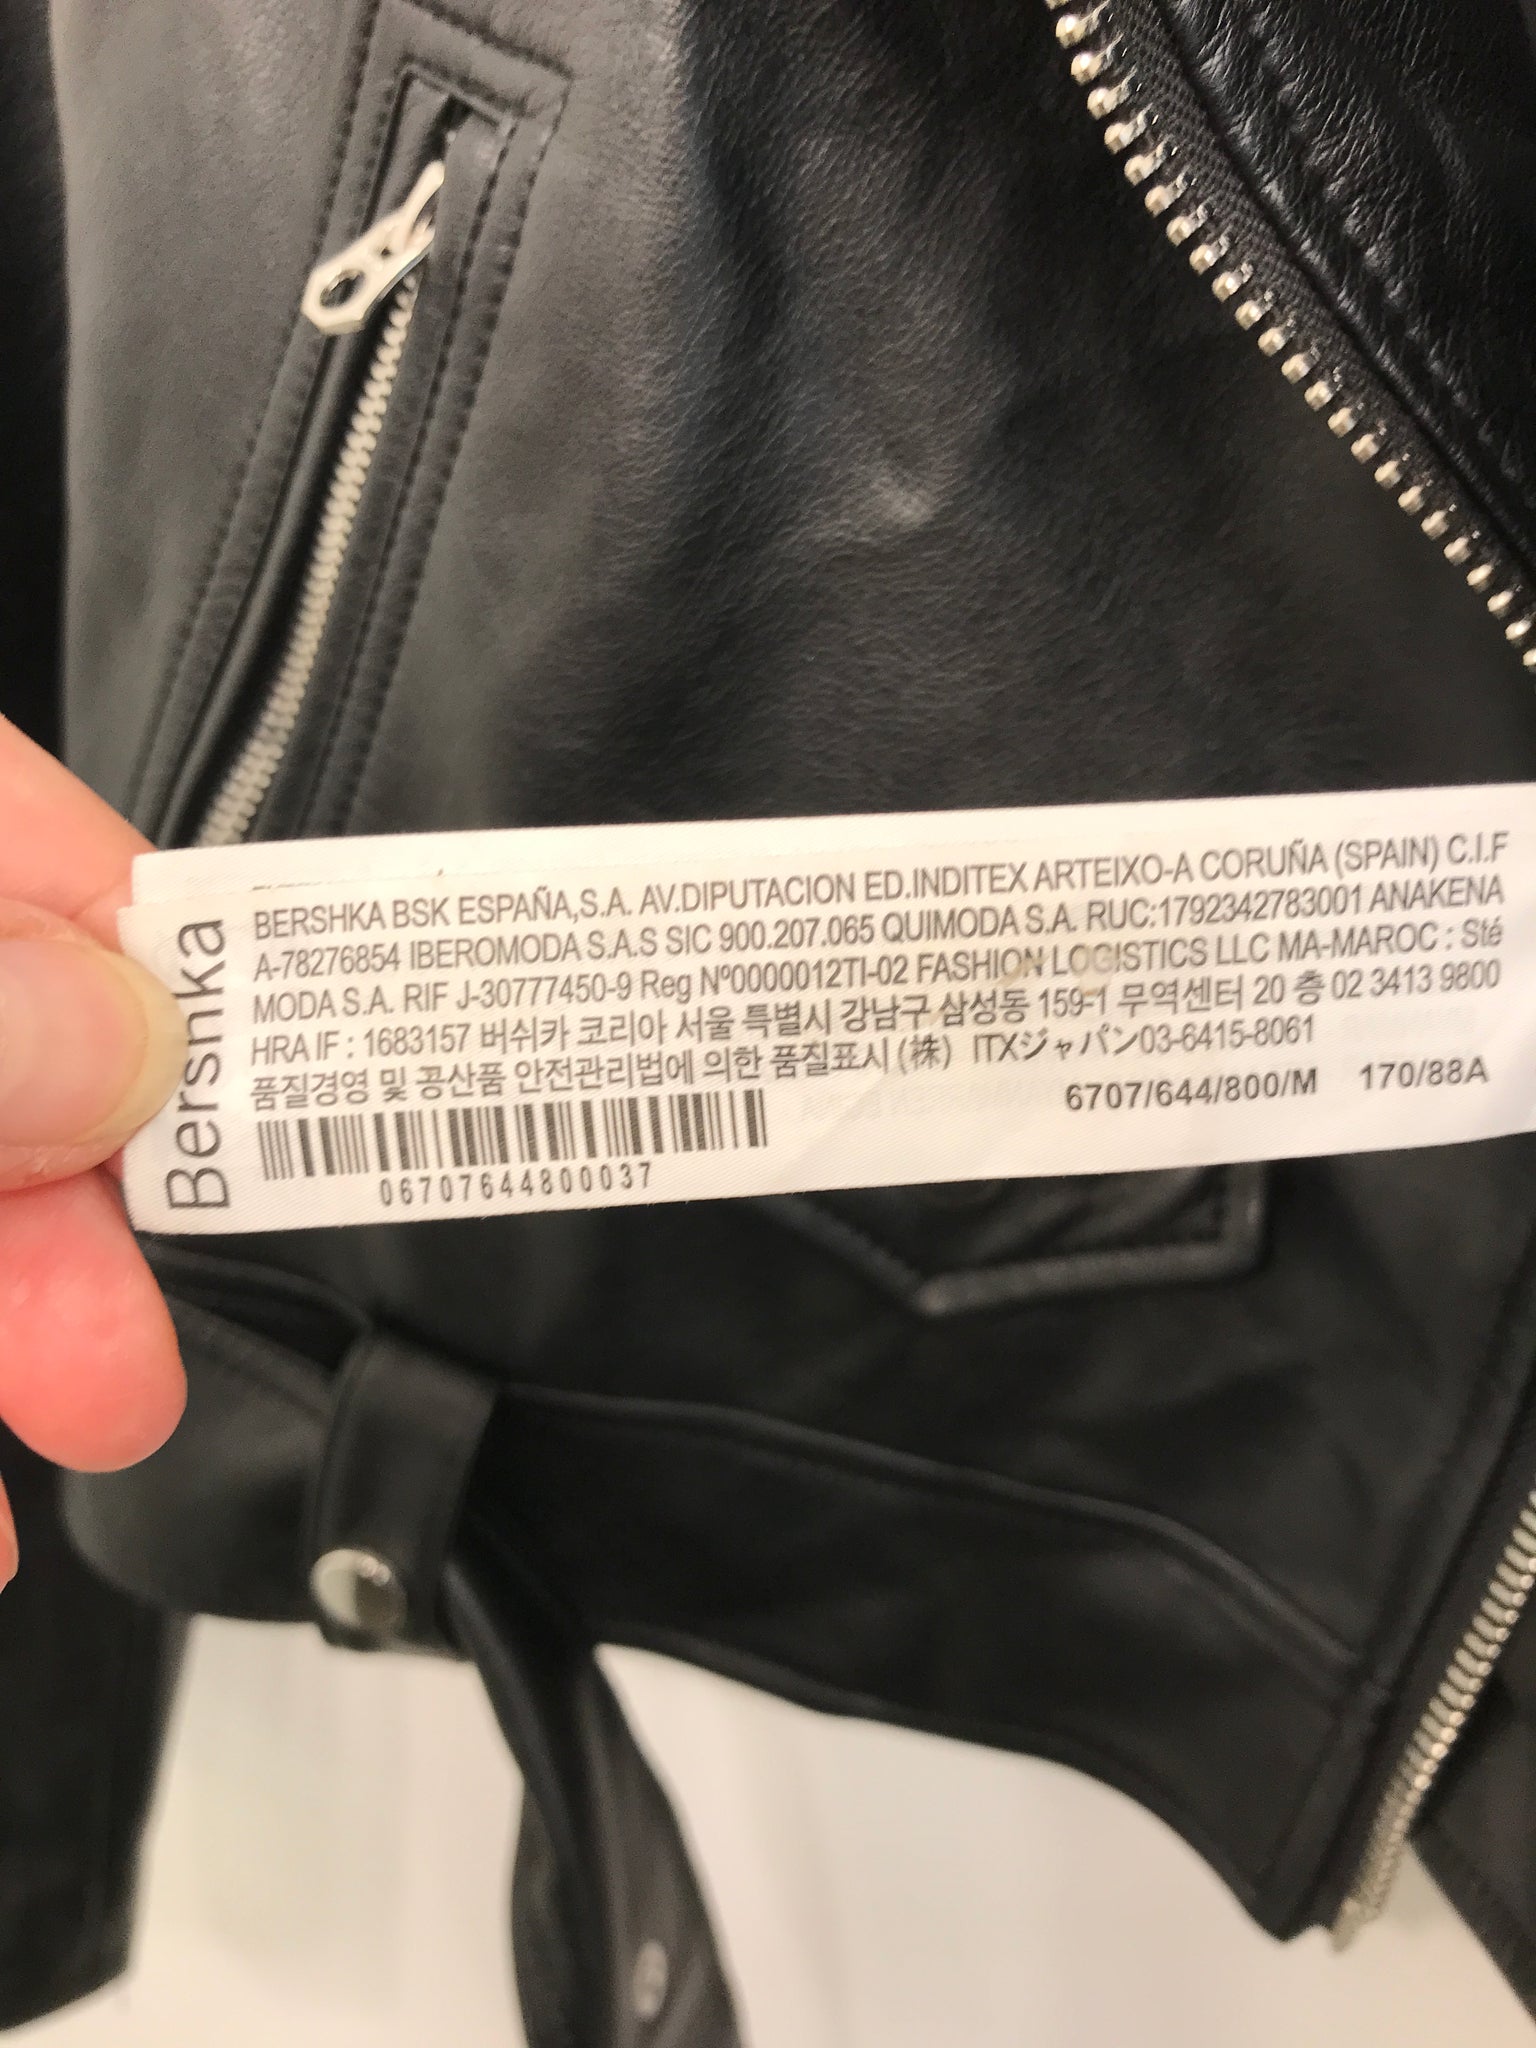 Bershka
BERSHKA BSK ESPAÑA,S.A. AV.DIPUTACION ED.INDITEX ARTEIXO-A CORUÑA (SPAIN) C.I.F
A-78276854 IBEROMODA S.A.S SIC 900.207.065 QUIMODA S.A. RUC:1792342783001 ANAKENA
MODA S.A. RIF J-30777450-9 Reg Nº0000012TI-02 FASHION LOGISTICS LLC MA-MAROC : Sté
HRA IF : 1683157 버쉬카 코리아 서울 특별시 강남구 삼성동 159-1 무역센터 20 층 02 3413 9800
품질경영 및 공산품 안전관리법에 의한 품질표시 (株) ITXジャパン03-6415-8061
6707/644/800/M 170/88A
06707644800037